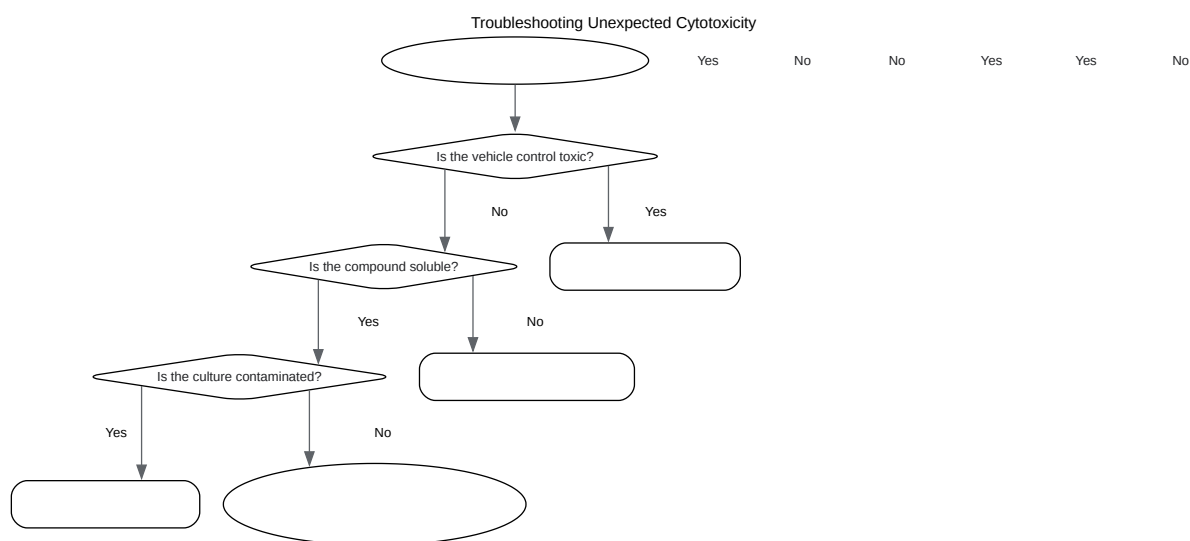 Troubleshooting Unexpected Cytotoxicity
Yes No No Yes Yes No
Is the vehicle control toxic?
No Yes
Is the compound soluble?
Yes No
Is the culture contaminated?
Yes No